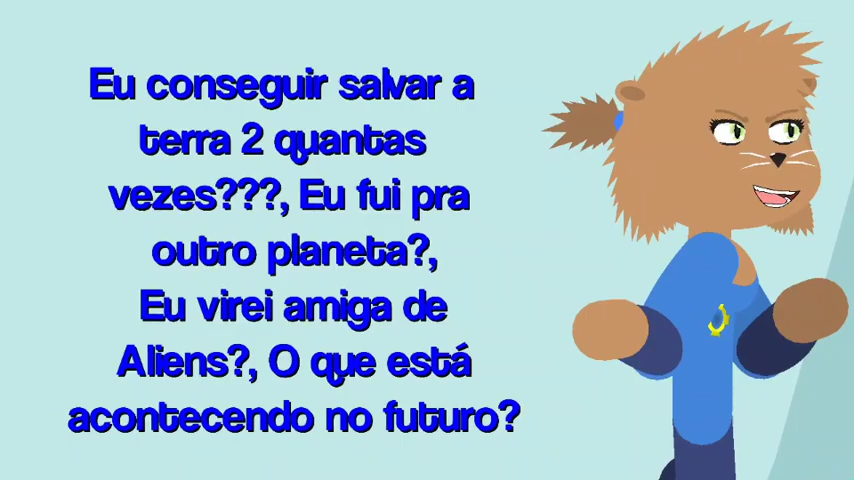 Eu conseguir salvar a
terra 2 quantas
vezes???, Eu fui pra
outro planeta?,
Eu virei amiga de
Aliens?, O que está
acontecendo no futuro?